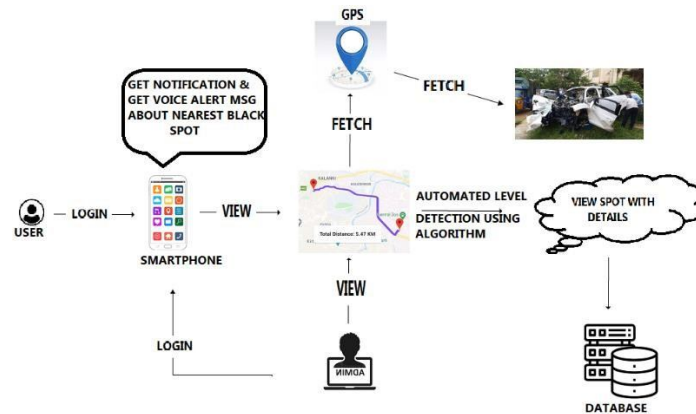 GPS
GET NOTIFICATION &
GET VOICE ALERT MSG
ABOUT NEAREST BLACK
SPOT
FETCH
FETCH
LOGIN
USER
VIEW
SMARTPHONE
Total Distance: 5.47 KM
AUTOMATED LEVEL
DETECTION USING
ALGORITHM
VIEW SPOT WITH
DETAILS
VIEW
LOGIN
ADMIN
DATABASE